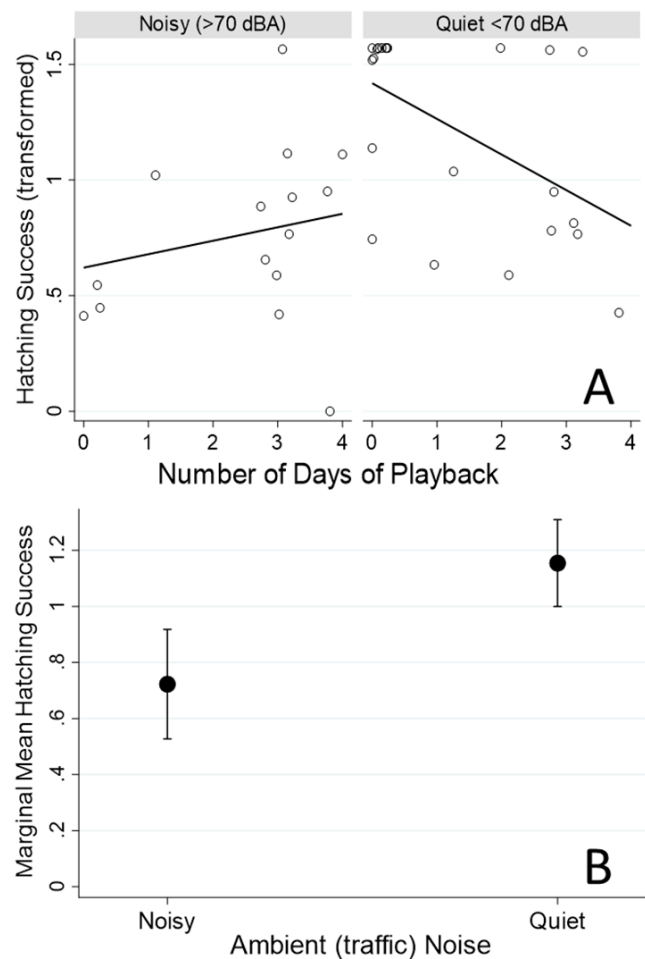 Noisy (>70 dBA) Quiet <70 dBA
Hatching Success (transformed)
1.5
1
.5
0
0 1 2 3 4 0 1 2 3 4
A
Number of Days of Playback
Marginal Mean Hatching Success
1.2
1
.8
.6
.4
.2
0
B
Noisy Quiet
Ambient (traffic) Noise